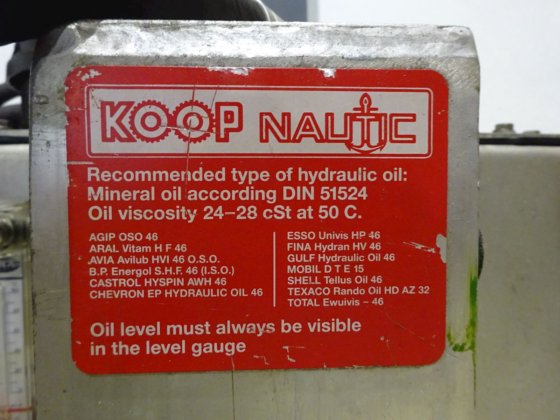 KOOP NAUTIC
Recommended type of hydraulic oil:
Mineral oil according DIN 51524
Oil viscosity 24–28 cSt at 50 C.
AGIP OSO 46
ARAL Vitam H F 46
AVIA Avilub HVI 46 O.S.O.
B.P. Energol S.H.F. 46 (I.S.O.)
CASTROL HYSPIN AWH 46
CHEVRON EP HYDRAULIC OIL 46
ESSO Univis HP 46
FINA Hydran HV 46
GULF Hydraulic Oil 46
MOBIL D T E 15
SHELL Tellus Oil 46
TEXACO Rando Oil HD AZ 32
TOTAL Ewuivis – 46
Oil level must always be visible
in the level gauge